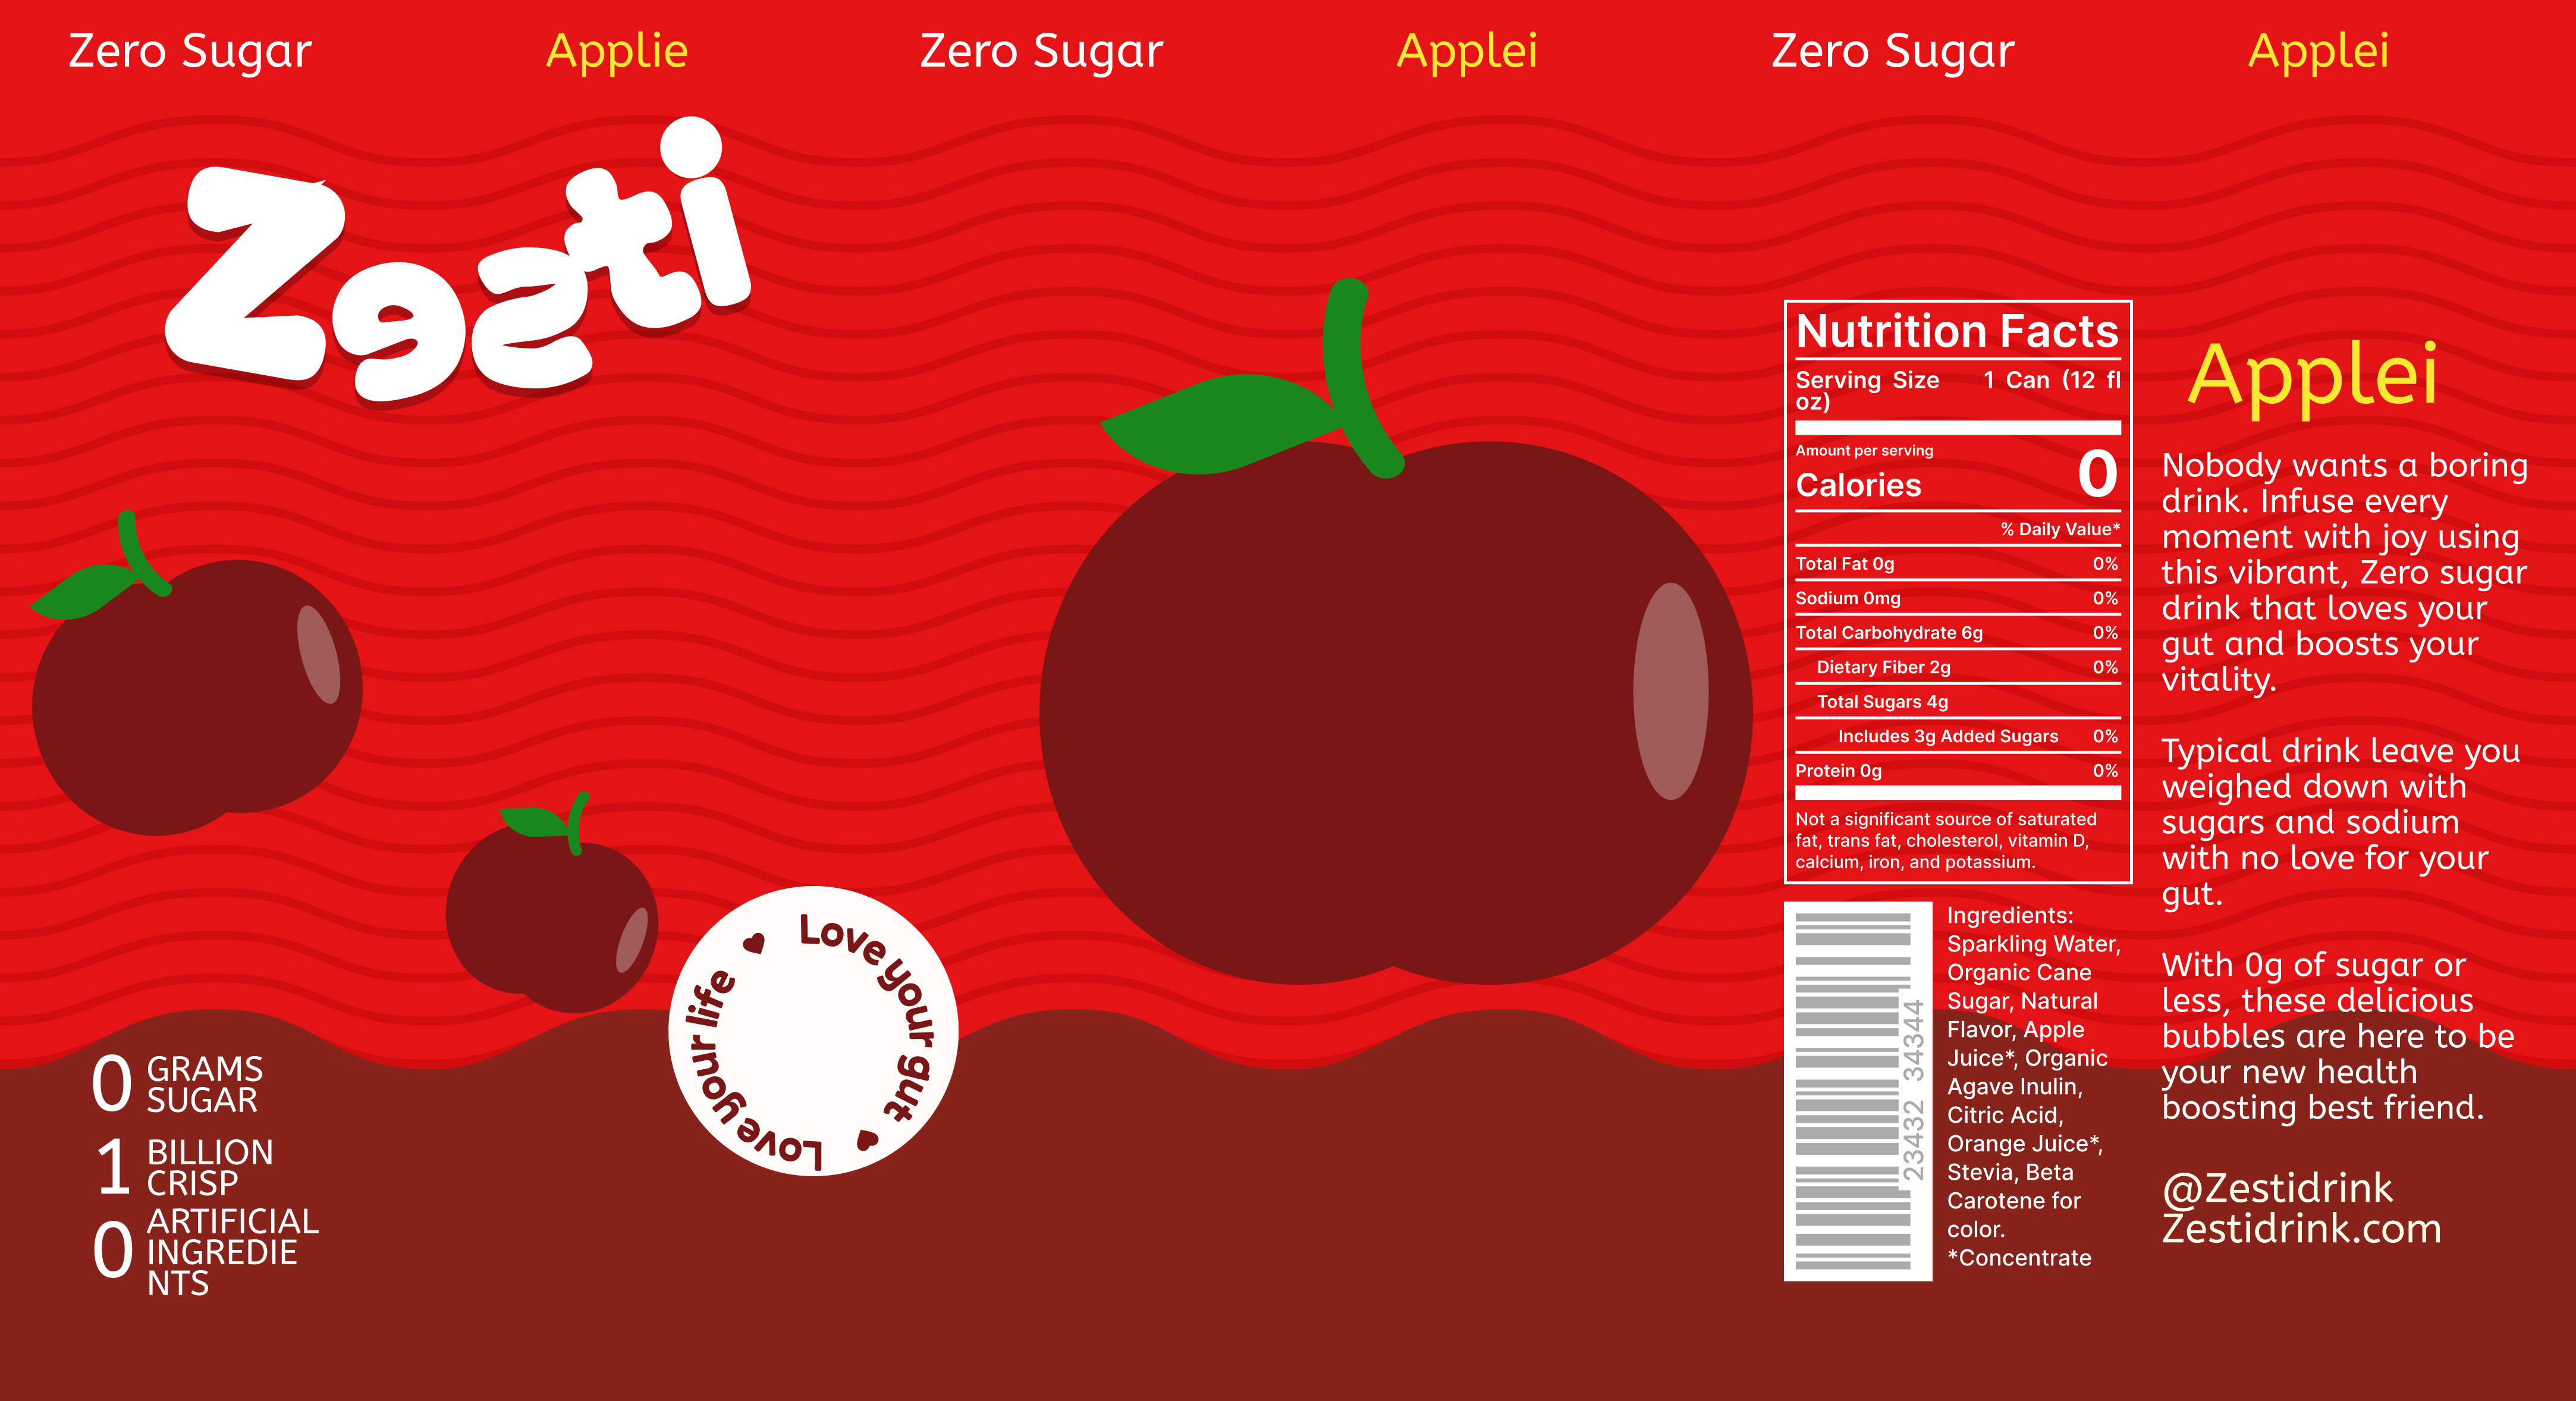 Zero Sugar Applie Zero Sugar Applei Zero Sugar Applei
Zesti
0 GRAMS
SUGAR
1 BILLION
CRISP
0 ARTIFICIAL
INGREDIE
NTS
Love your gut
Love your life
Nutrition Facts
Serving Size 1 Can (12 fl
oz)
Amount per serving
Calories 0
% Daily Value*
Total Fat 0g 0%
Sodium 0mg 0%
Total Carbohydrate 6g 0%
Dietary Fiber 2g 0%
Total Sugars 4g
Includes 3g Added Sugars 0%
Protein 0g 0%
Not a significant source of saturated
fat, trans fat, cholesterol, vitamin D,
calcium, iron, and potassium.
23432 34344
Ingredients:
Sparkling Water,
Organic Cane
Sugar, Natural
Flavor, Apple
Juice*, Organic
Agave Inulin,
Citric Acid,
Orange Juice*,
Stevia, Beta
Carotene for
color.
*Concentrate
Applei
Nobody wants a boring
drink. Infuse every
moment with joy using
this vibrant, Zero sugar
drink that loves your
gut and boosts your
vitality.
Typical drink leave you
weighed down with
sugars and sodium
with no love for your
gut.
With 0g of sugar or
less, these delicious
bubbles are here to be
your new health
boosting best friend.
@Zestidrink
Zestidrink.com